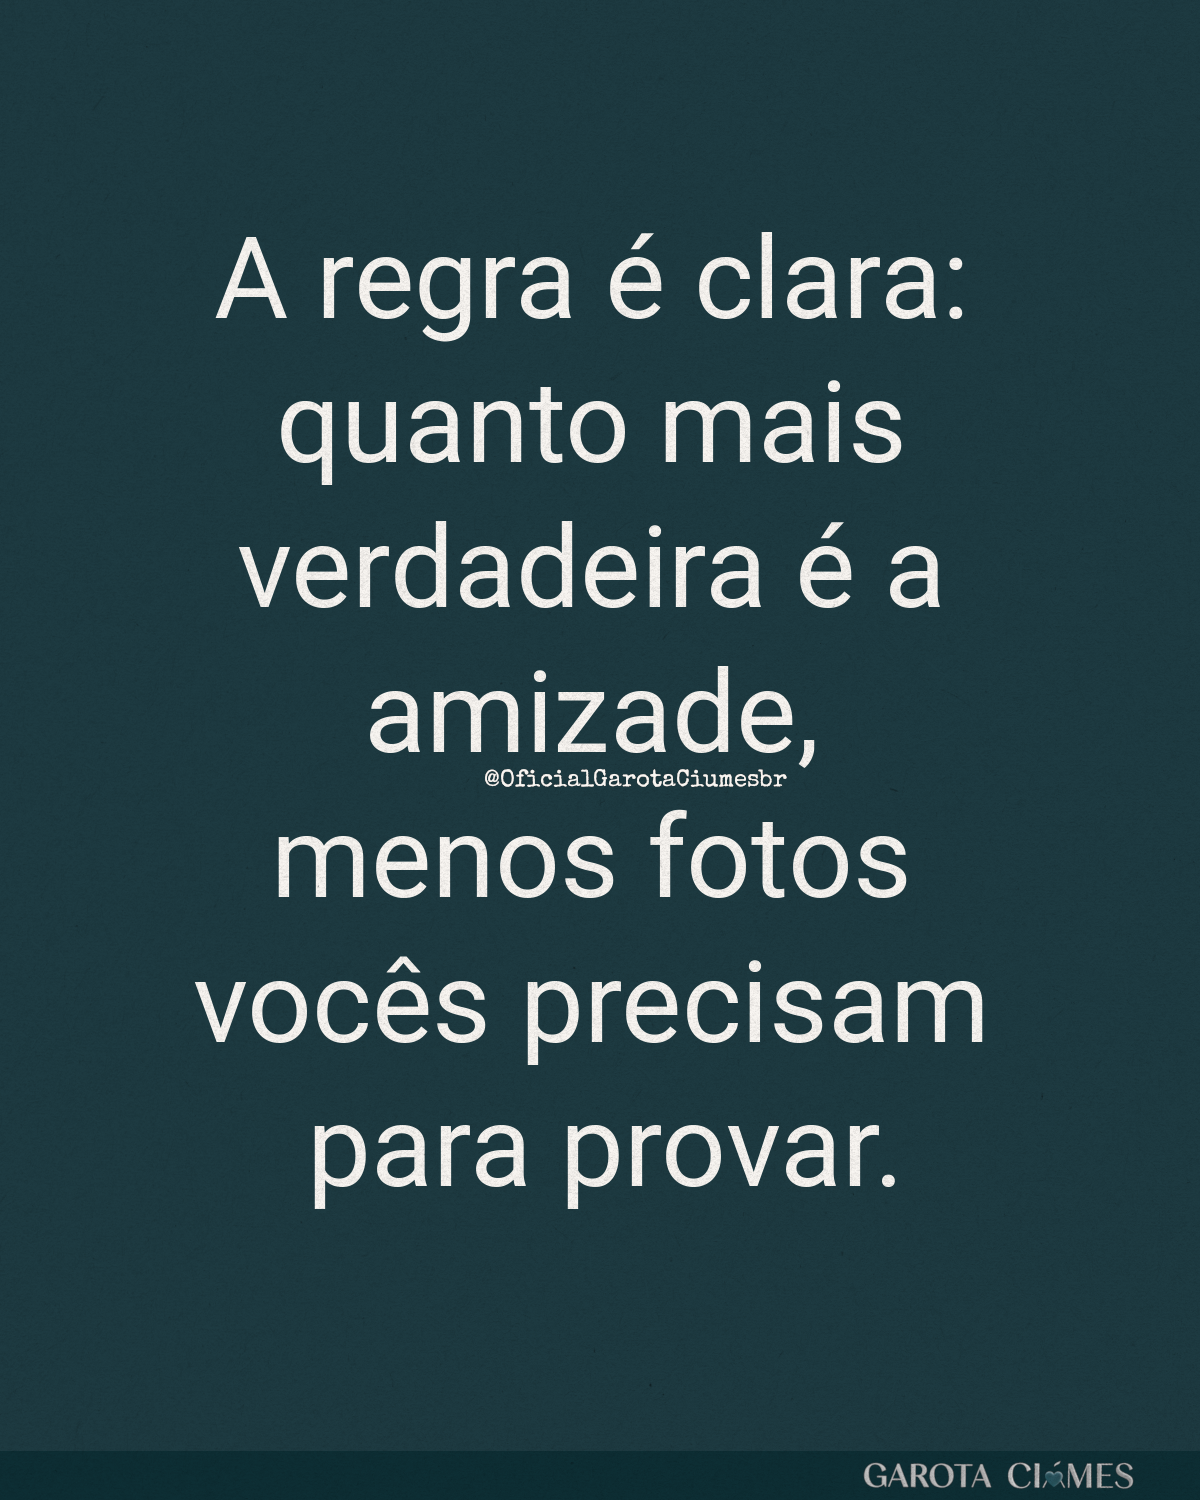 A regra é clara:
quanto mais
verdadeira é a
amizade,
@OficialGarotaCiumesbr
menos fotos
vocês precisam
para provar.
GAROTA CIÚMES